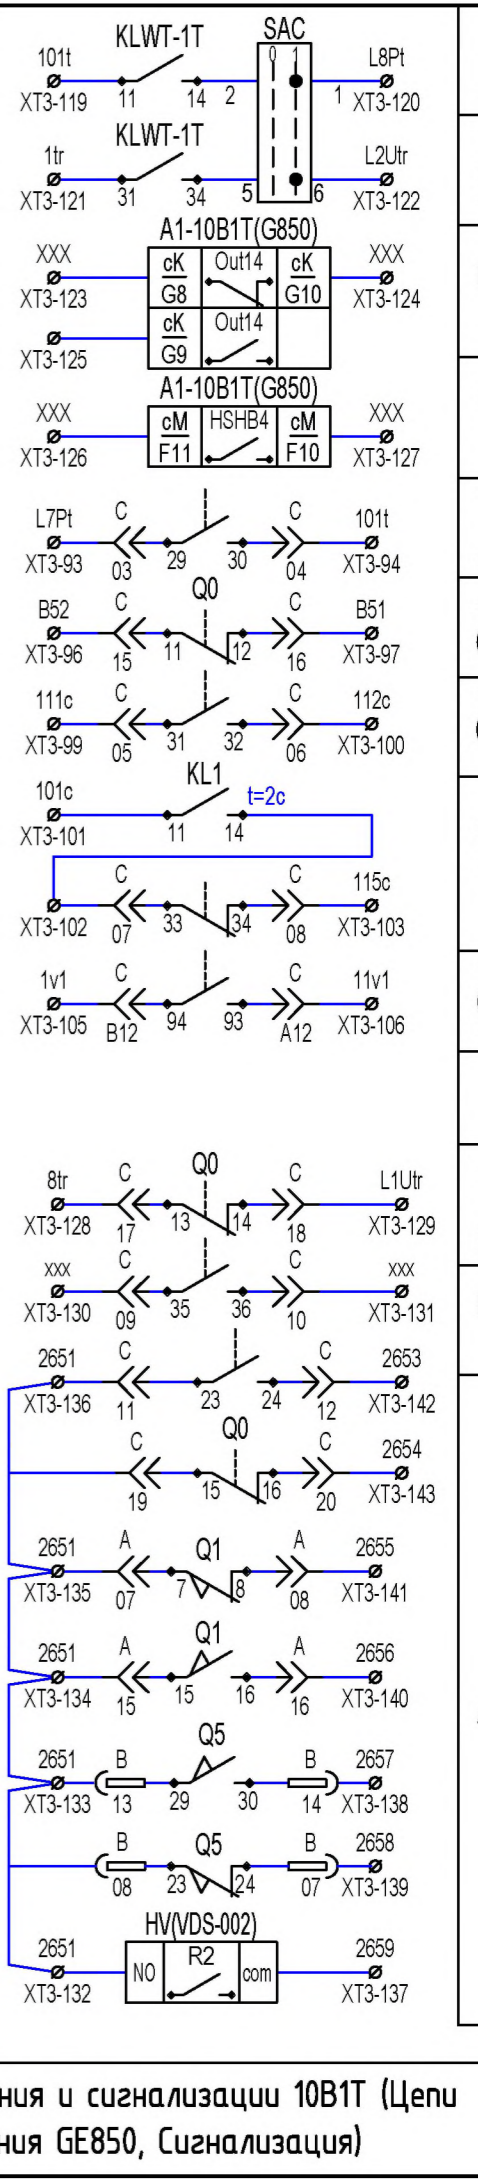 SAC
KLWT-1T
101t
0 1
L8Pt
XT3-119
11
14
2
1
XT3-120
KLWT-1T
1tr
L2Utr
XT3-121
31
34
5
6
XT3-122
A1-10B1T(G850)
XXX
cK
G8
Out14
cK
G10
XXX
XT3-123
XT3-124
cK
G9
Out14
XT3-125
A1-10B1T(G850)
XXX
cM
F11
HSHB4
cM
F10
XXX
XT3-126
XT3-127
L7Pt
C
C
101t
XT3-93
03
29
30
04
XT3-94
Q0
B52
C
C
B51
XT3-96
15
11
12
16
XT3-97
111c
C
C
112c
XT3-99
05
31
32
06
XT3-100
KL1
101c
t=2c
XT3-101
11
14
C
C
115c
XT3-102
07
33
34
08
XT3-103
1v1
C
C
11v1
XT3-105
B12
94
93
A12
XT3-106
Q0
8tr
C
C
L1Utr
XT3-128
17
13
14
18
XT3-129
xxx
C
C
xxx
XT3-130
09
35
36
10
XT3-131
2651
C
C
2653
XT3-136
11
23
24
12
XT3-142
Q0
C
C
2654
19
15
16
20
XT3-143
2651
A
Q1
A
2655
XT3-135
07
7
8
08
XT3-141
2651
A
Q1
A
2656
XT3-134
15
15
16
16
XT3-140
2651
B
Q5
B
2657
XT3-133
13
29
30
14
XT3-138
B
Q5
B
2658
08
23
24
07
XT3-139
HV(VDS-002)
2651
NO
R2
com
2659
XT3-132
XT3-137
ния и сигнализации 10В1Т (Цепи
ния GE850, Сигнализация)